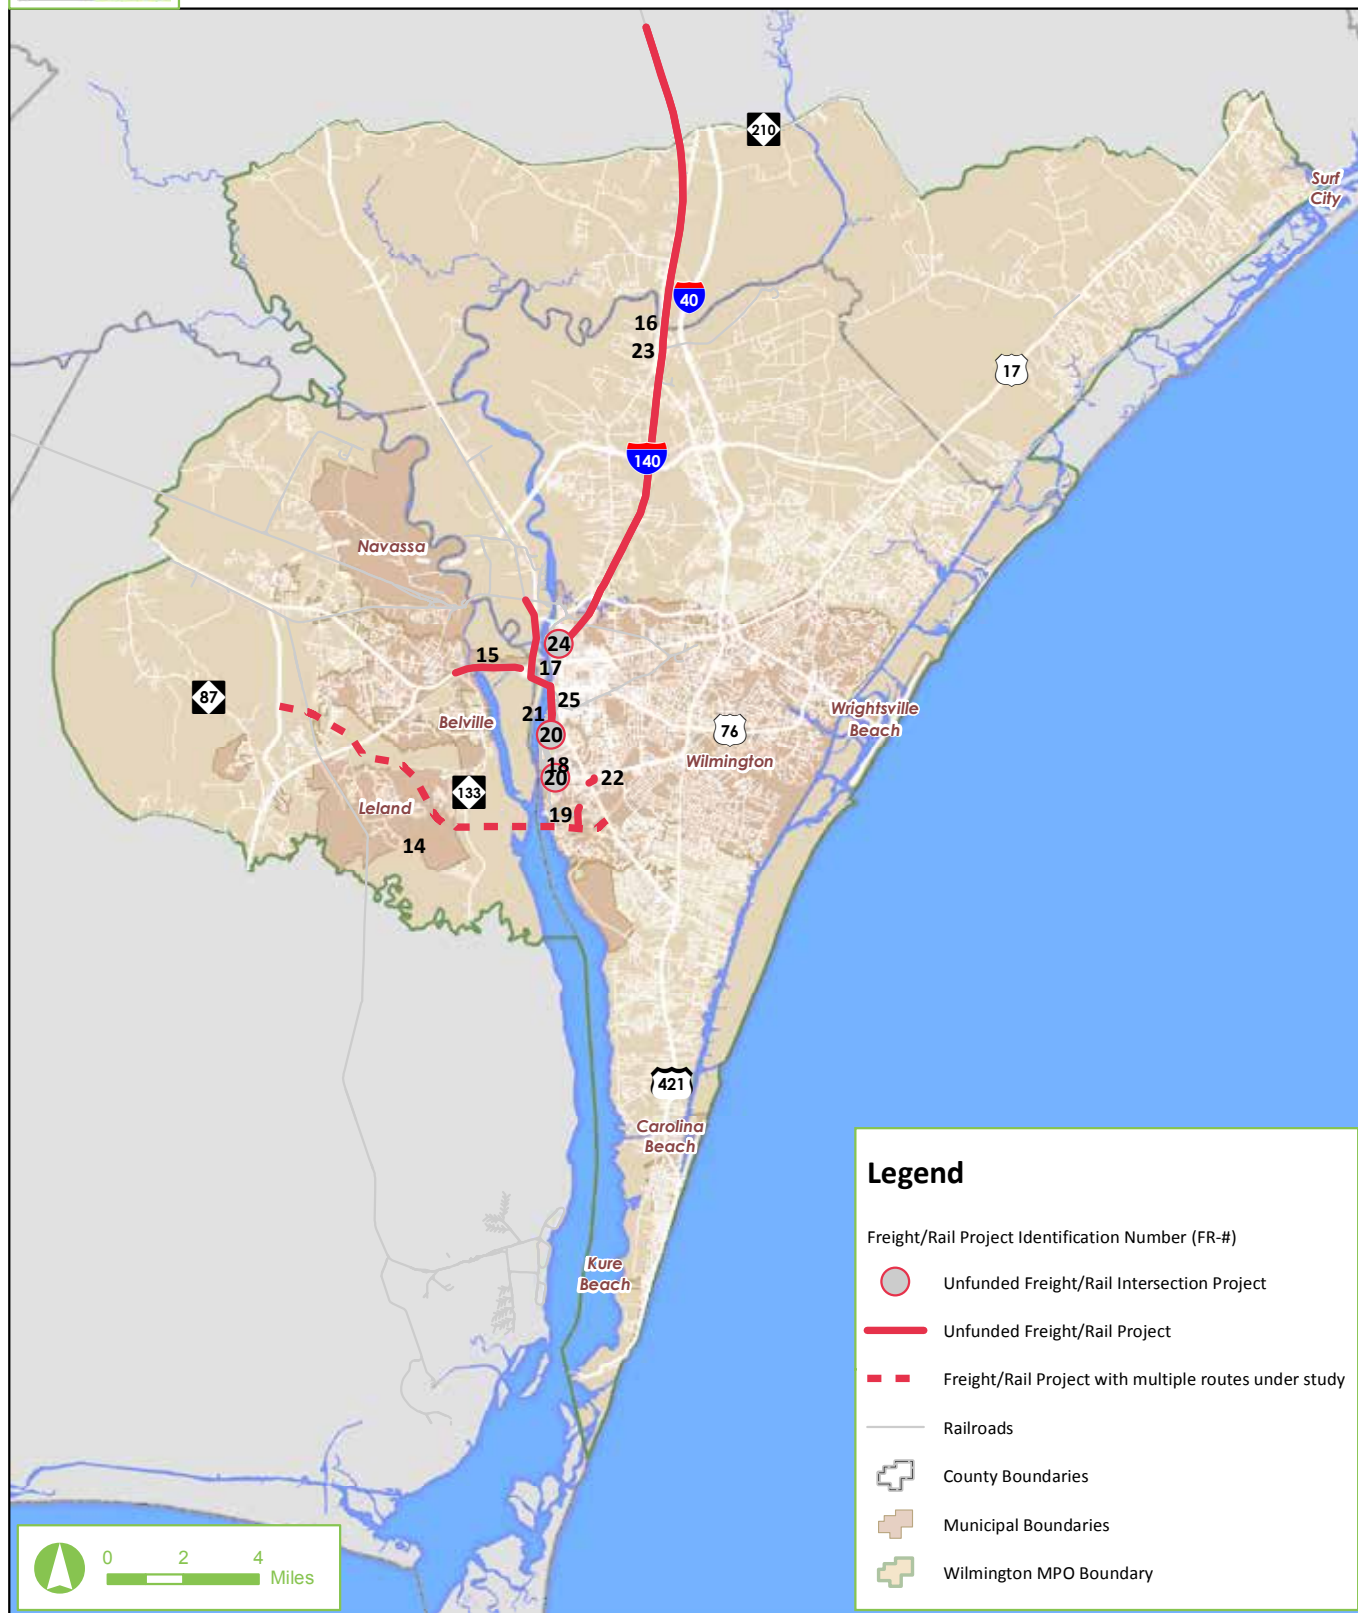 210
Surf
City
40
16
23
17
140
Navassa
24
15
17
87
25
21
Belville
20
Wrightsville
Beach
76
Wilmington
18
20
22
133
Leland
19
14
421
Carolina
Beach
Kure
Beach
Legend
Freight/Rail Project Identification Number (FR-#)
Unfunded Freight/Rail Intersection Project
Unfunded Freight/Rail Project
Freight/Rail Project with multiple routes under study
Railroads
County Boundaries
Municipal Boundaries
Wilmington MPO Boundary
0 2 4
Miles